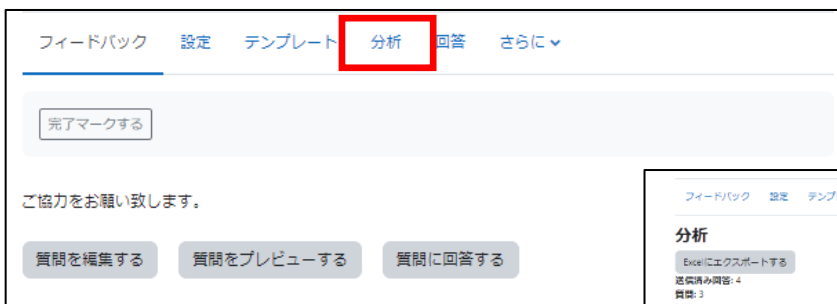 フィードバック 設定 テンプレート 分析 回答 さらに
完了マークする
ご協力をお願い致します。
質問を編集する 質問をプレビューする 質問に回答する
フィードバック 設定 テンプ
分析
Excelにエクスポートする
送信済み回答: 4
質問: 3